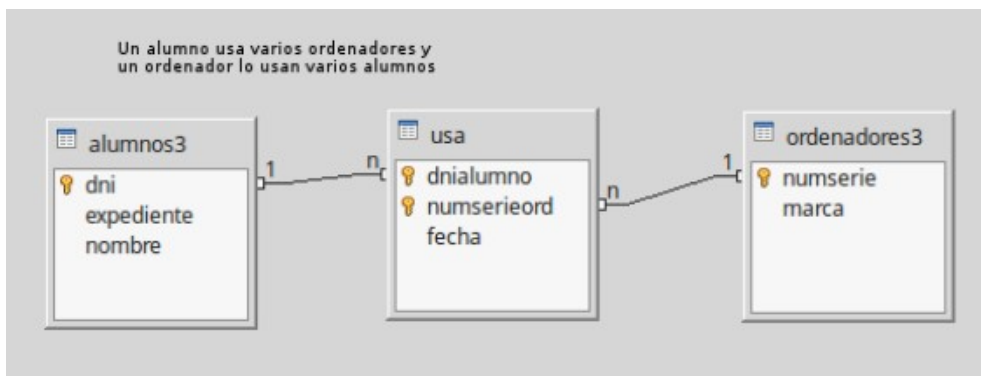 Un alumno usa varios ordenadores y
un ordenador lo usan varios alumnos
alumnos3
dni
expediente
nombre
1
n
usa
dnialumno
numserieord
fecha
n
1
ordenadores3
numserie
marca